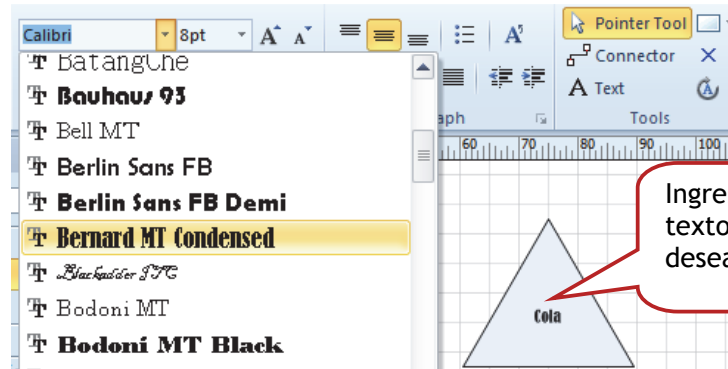 Calibri 8pt A A A Pointer Tool
Connector
A Text A
aph Tools
BatangChe
Bauhaus 93
Bell MT
Berlin Sans FB
Berlin Sans FB Demi
Bernard MT Condensed
Blackadder ITC
Bodoni MT
Bodoni MT Black
60 70 80 90 100
Ingre
texto
desea
Cola